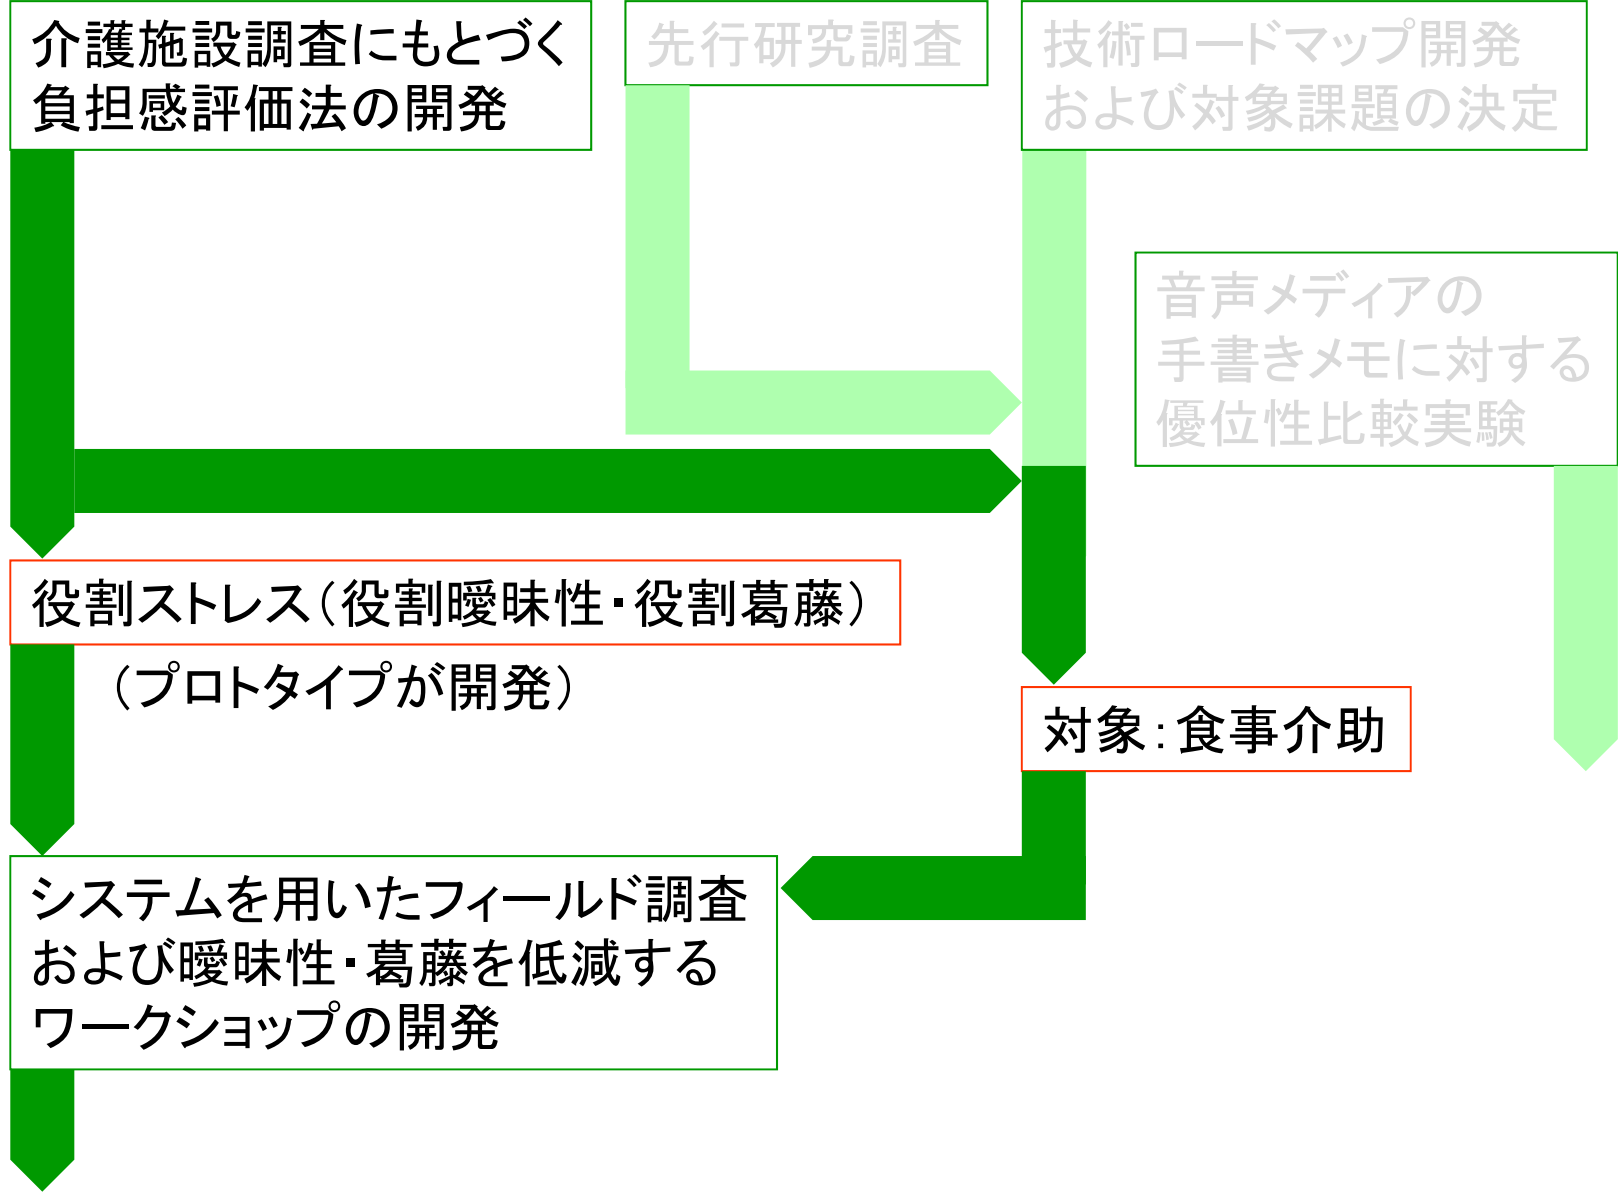 介護施設調査にもとづく
負担感評価法の開発
先行研究調査
技術ロードマップ開発
および対象課題の決定
音声メディアの
手書きメモに対する
優位性比較実験
役割ストレス（役割曖昧性・役割葛藤）
（プロトタイプが開発）
対象：食事介助
システムを用いたフィールド調査
および曖昧性・葛藤を低減する
ワークショップの開発